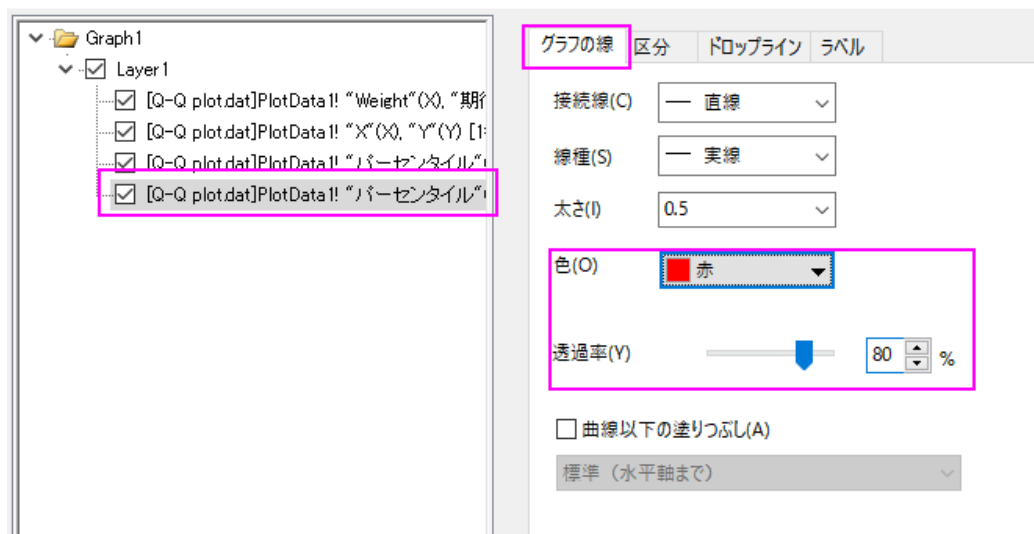 Graph1
Layer1
[Q-Q plot.dat]PlotData1! "Weight"(X), "期
[Q-Q plot.dat]PlotData1! "X"(X), "Y"(Y) [1
[Q-Q plot.dat]PlotData1! "パーセンタイル"
[Q-Q plot.dat]PlotData1! "パーセンタイル"
グラフの線 区分 ドロップライン ラベル
接続線(C) 直線
線種(S) 実線
太さ(I) 0.5
色(O) 赤
透過率(Y) 80 %
曲線以下の塗りつぶし(A)
標準（水平軸まで）